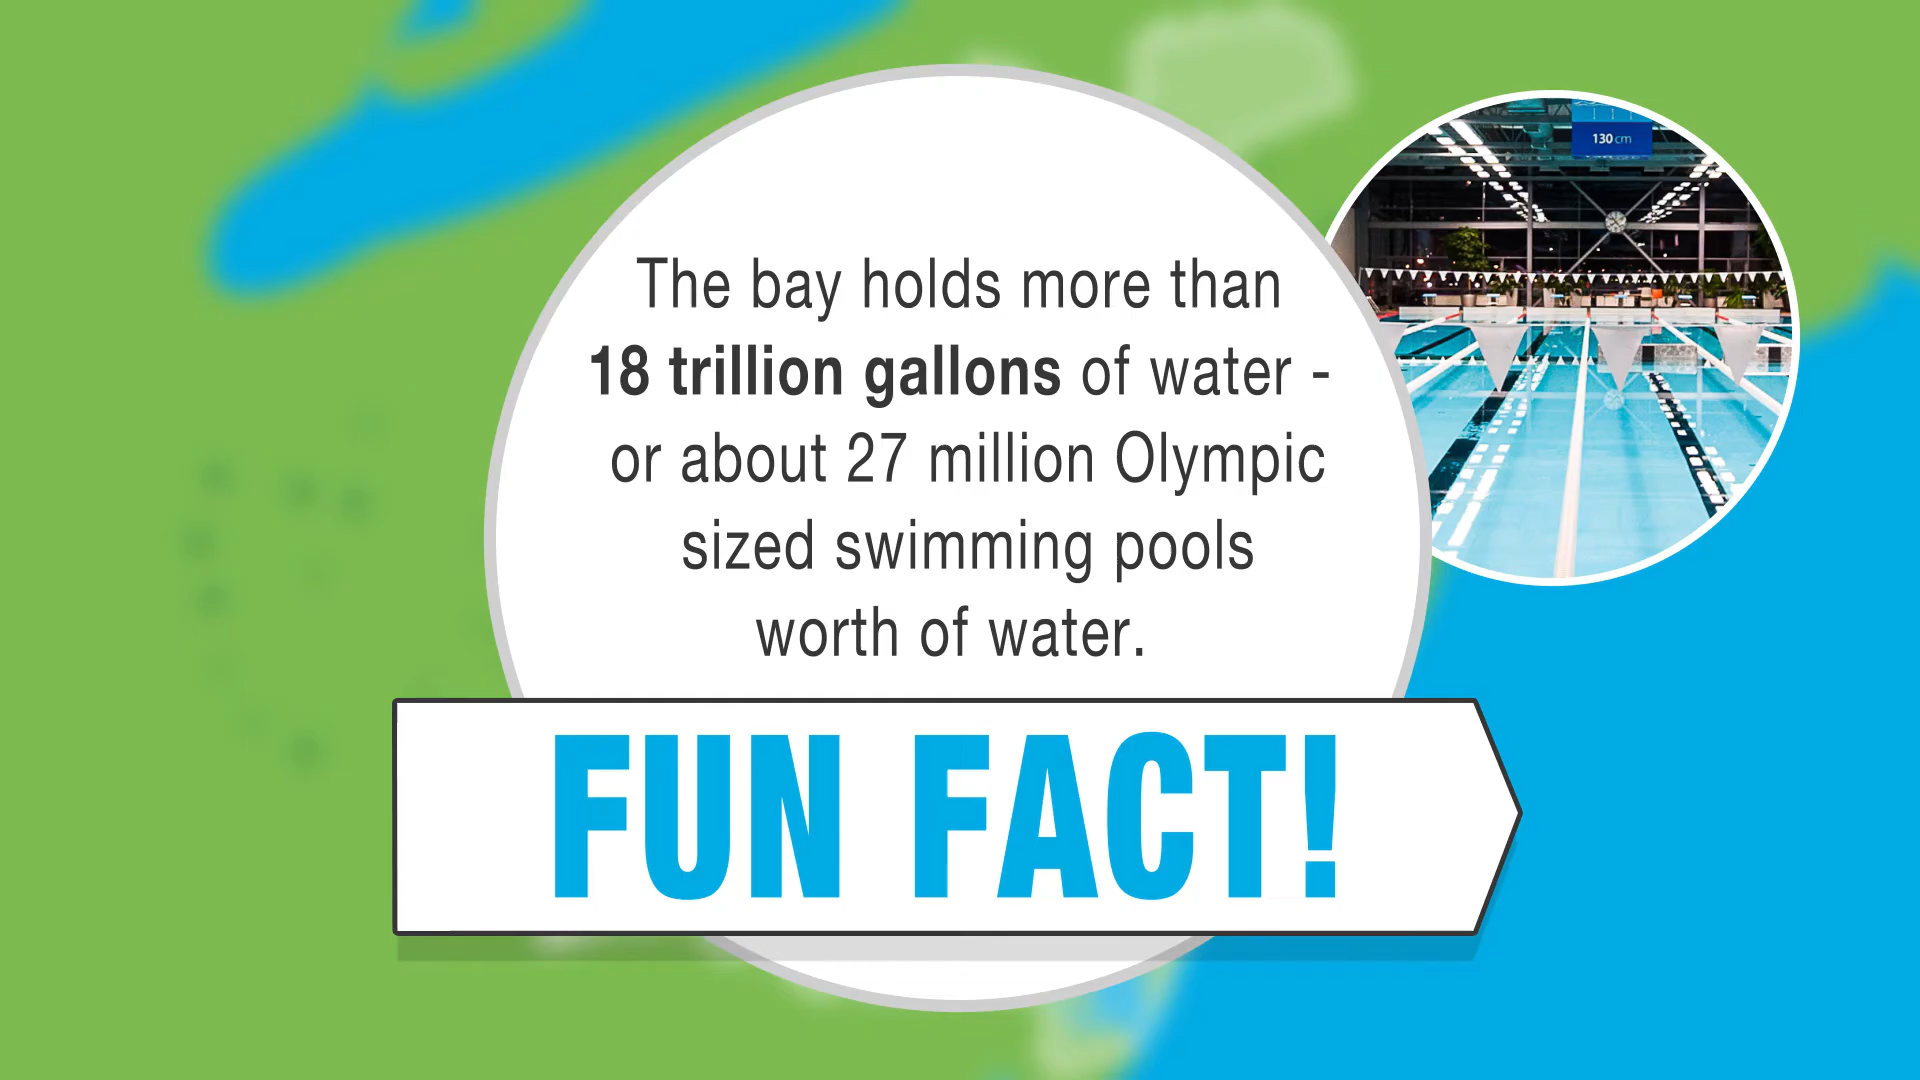 130 cm
The bay holds more than
18 trillion gallons of water -
or about 27 million Olympic
sized swimming pools
worth of water.
FUN FACT!